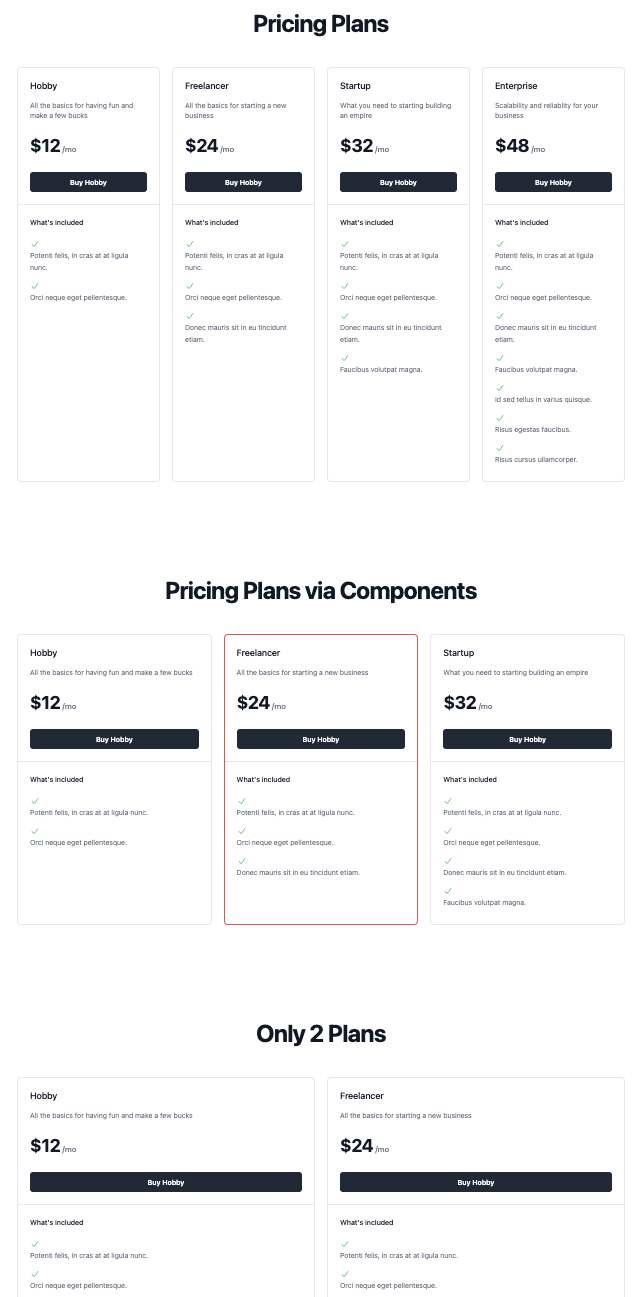 Pricing Plans
Hobby
All the basics for having fun and
make a few bucks
$12 /mo
Buy Hobby
What's included
Potenti felis, in cras at at ligula
nunc.
Orci neque eget pellentesque.
Freelancer
All the basics for starting a new
business
$24 /mo
Buy Hobby
What's included
Potenti felis, in cras at at ligula
nunc.
Orci neque eget pellentesque.
Donec mauris sit in eu tincidunt
etiam.
Startup
What you need to starting building
an empire
$32 /mo
Buy Hobby
What's included
Potenti felis, in cras at at ligula
nunc.
Orci neque eget pellentesque.
Donec mauris sit in eu tincidunt
etiam.
Faucibus volutpat magna.
Enterprise
Scalability and reliablity for your
business
$48 /mo
Buy Hobby
What's included
Potenti felis, in cras at at ligula
nunc.
Orci neque eget pellentesque.
Donec mauris sit in eu tincidunt
etiam.
Faucibus volutpat magna.
Id sed tellus in varius quisque.
Risus egestas faucibus.
Risus cursus ullamcorper.
Pricing Plans via Components
Hobby
All the basics for having fun and make a few bucks
$12 /mo
Buy Hobby
What's included
Potenti felis, in cras at at ligula nunc.
Orci neque eget pellentesque.
Freelancer
All the basics for starting a new business
$24 /mo
Buy Hobby
What's included
Potenti felis, in cras at at ligula nunc.
Orci neque eget pellentesque.
Donec mauris sit in eu tincidunt etiam.
Startup
What you need to starting building an empire
$32 /mo
Buy Hobby
What's included
Potenti felis, in cras at at ligula nunc.
Orci neque eget pellentesque.
Donec mauris sit in eu tincidunt etiam.
Faucibus volutpat magna.
Only 2 Plans
Hobby
All the basics for having fun and make a few bucks
$12 /mo
Buy Hobby
What's included
Potenti felis, in cras at at ligula nunc.
Orci neque eget pellentesque.
Freelancer
All the basics for starting a new business
$24 /mo
Buy Hobby
What's included
Potenti felis, in cras at at ligula nunc.
Orci neque eget pellentesque.